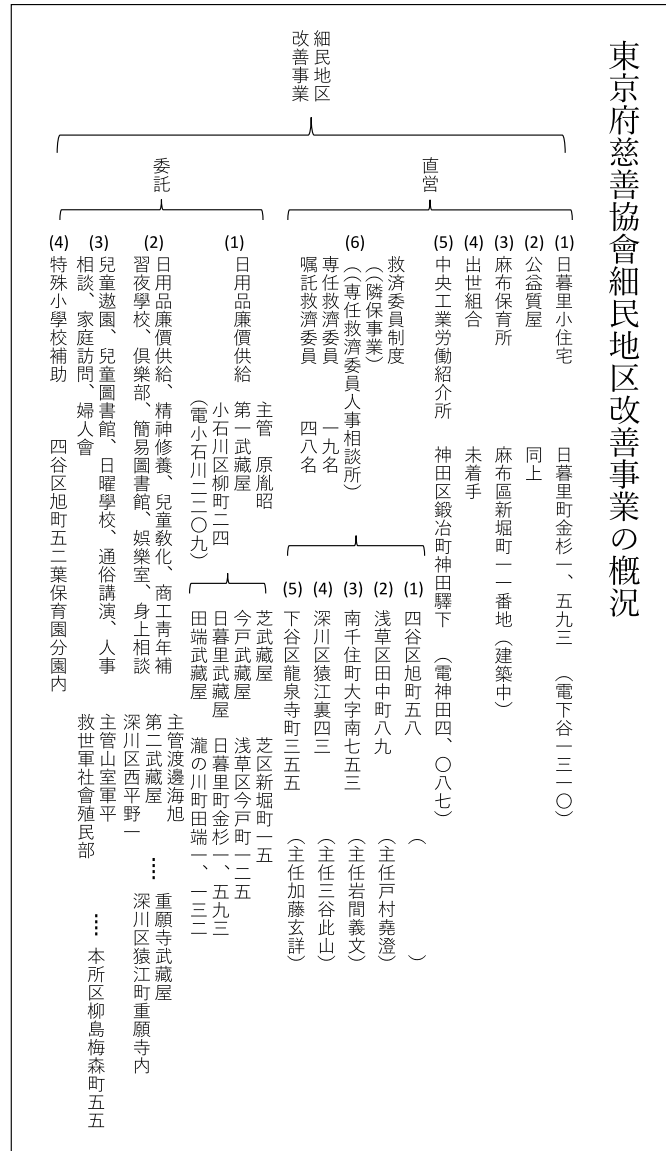 東京府慈善協會細民地区改善事業の概況
細民地区
改善事業
直営
(1) 日暮里小住宅 日暮里町金杉一、五九三 （電下谷一三一〇）
(2) 公益質屋 同上
(3) 麻布保育所 麻布區新堀町一一番地（建築中）
(4) 出世組合 未着手
(5) 中央工業労働紹介所 神田区鍛冶町神田驛下 （電神田四、〇八七）
(6)
救済委員制度
（（隣保事業）
（（専任救濟委員人事相談所）
専任救濟委員 一九名
嘱託救濟委員 四八名
(1) 四谷区旭町五八 （ ）
(2) 浅草区田中町八九 （主任戸村堯澄）
(3) 南千住町大字南七五三 （主任岩間義文）
(4) 深川区猿江裏四三 （主任三谷此山）
(5) 下谷区龍泉寺町三五五 （主任加藤玄詳）
委託
(1) 日用品廉價供給
主管 原胤昭
第一武藏屋
小石川区柳町二四
（電小石川二二〇九）
芝武藏屋 芝区新堀町一五
今戸武藏屋 浅草区今戸町一二五
日暮里武藏屋 日暮里町金杉一、五九三
田端武藏屋 瀧の川町田端一、一三二
(2)
日用品廉價供給、精神修養、兒童教化、商工靑年補
習夜學校、倶樂部、簡易圖書館、娯樂室、身上相談
主管渡邊海旭
第二武藏屋
深川区西平野一
……
重願寺武藏屋
深川区猿江町重願寺内
(3)
兒童遨園、兒童圖書館、日曜學校、通俗講演、人事
相談、家庭訪問、婦人會
主管山室軍平
救世軍社會殖民部
…… 本所区柳島梅森町五五
(4) 特殊小學校補助 四谷区旭町五二葉保育園分園内